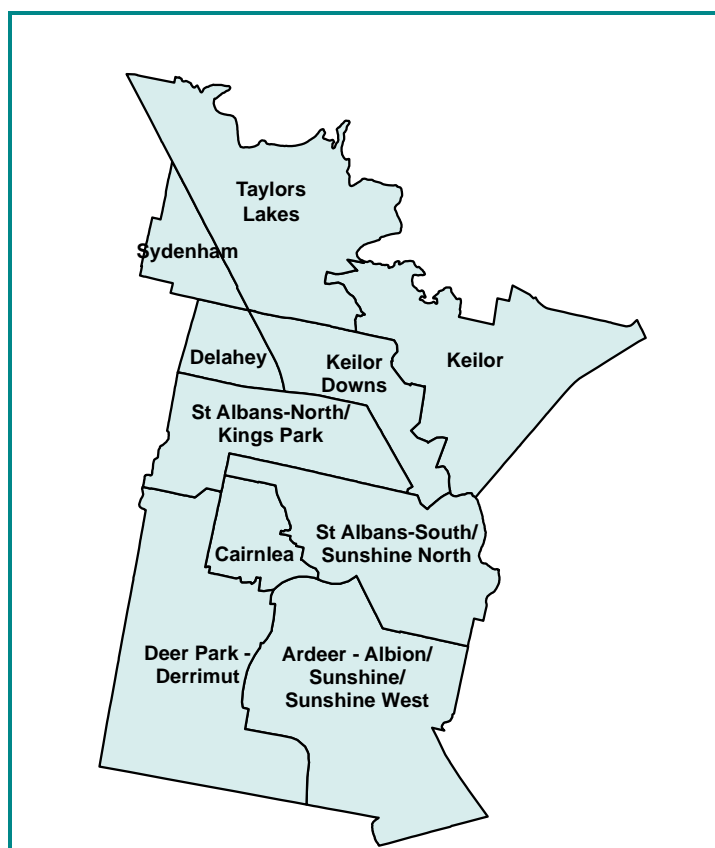 Taylors
Lakes
Sydenham
Delahey
Keilor
Downs
Keilor
St Albans-North/
Kings Park
St Albans-South/
Sunshine North
Cairnlea
Deer Park -
Derrimut
Ardeer - Albion/
Sunshine/
Sunshine West